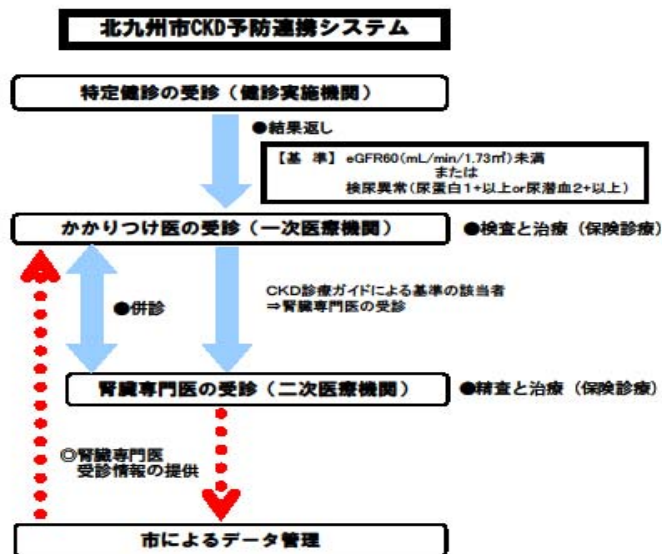 北九州市CKD予防連携システム
特定健診の受診（健診実施機関）
●結果返し
【基　準】 eGFR60(mL/min/1.73㎡)未満
または
検尿異常(尿蛋白1+以上or尿潜血2+以上)
かかりつけ医の受診（一次医療機関）
●検査と治療（保険診療）
●併診
CKD診療ガイドによる基準の該当者
⇒腎臓専門医の受診
腎臓専門医の受診（二次医療機関）
●精査と治療（保険診療）
◎腎臓専門医
受診情報の提供
市によるデータ管理